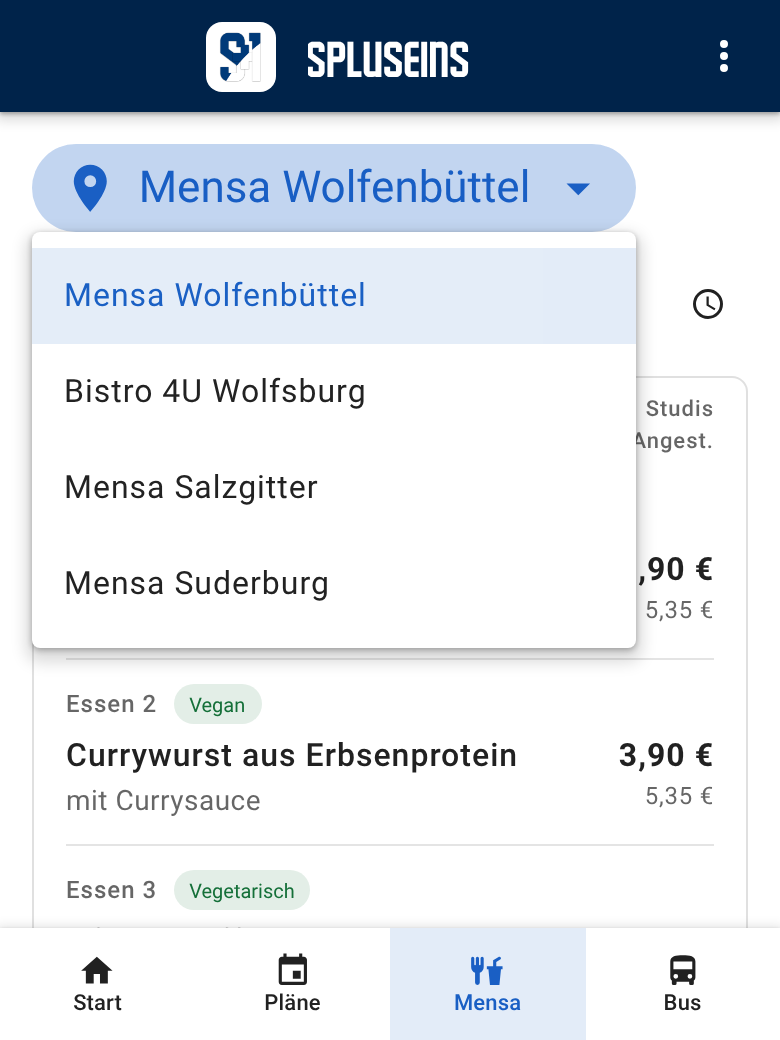 SPLUSEINS
Mensa Wolfenbüttel
Mensa Wolfenbüttel
Bistro 4U Wolfsburg
Mensa Salzgitter
Mensa Suderburg
Studis
Angest.
,90 €
5,35 €
Essen 2 Vegan
Currywurst aus Erbsenprotein 3,90 €
mit Currysauce 5,35 €
Essen 3 Vegetarisch
Start Pläne Mensa Bus